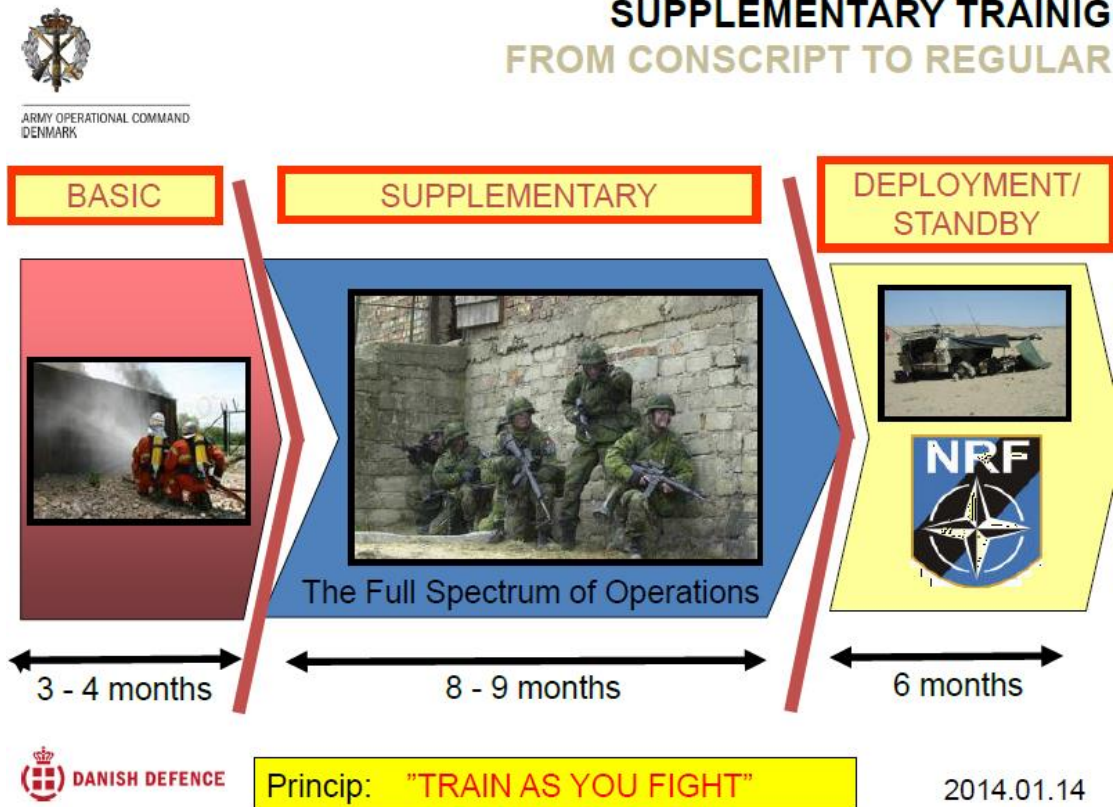 SUPPLEMENTARY TRAINIG
FROM CONSCRIPT TO REGULAR
ARMY OPERATIONAL COMMAND
DENMARK
BASIC
SUPPLEMENTARY
DEPLOYMENT/
STANDBY
NRF
The Full Spectrum of Operations
3 - 4 months
8 - 9 months
6 months
DANISH DEFENCE
Princip: ”TRAIN AS YOU FIGHT”
2014.01.14